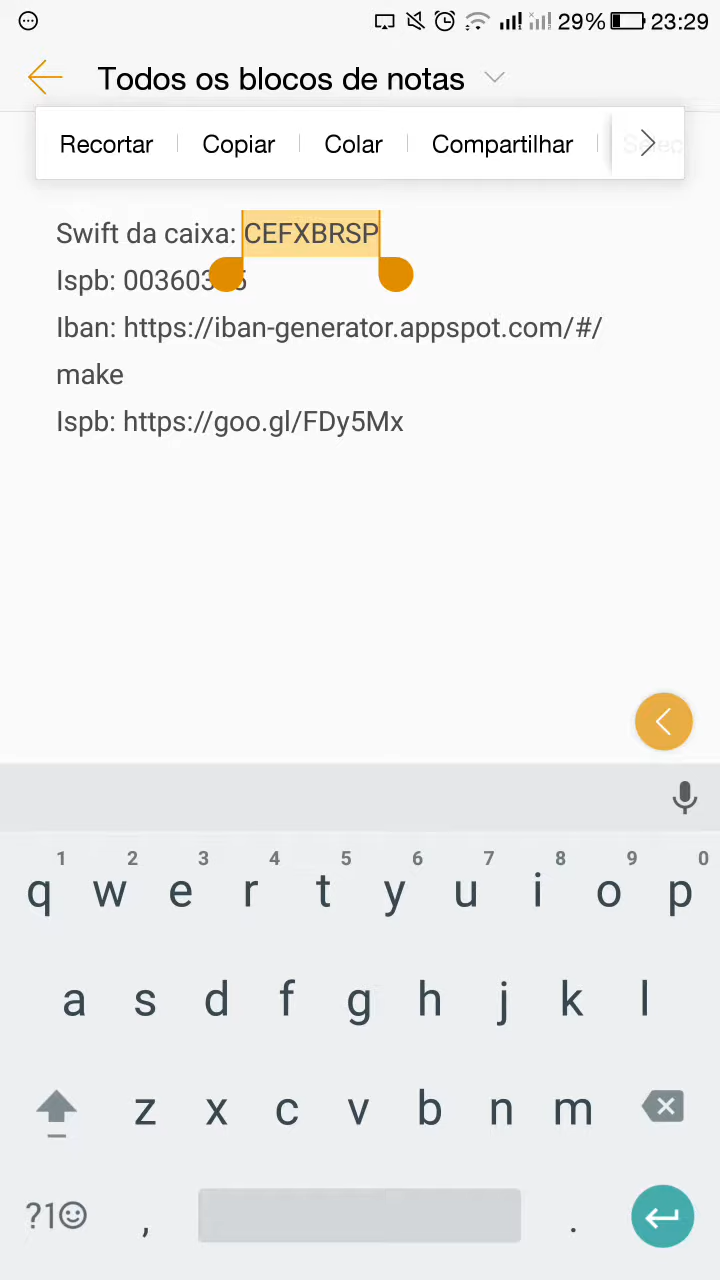 29% 23:29
Todos os blocos de notas
Recortar Copiar Colar Compartilhar
Swift da caixa: CEFXBRSP
Ispb:
Iban: https://iban-generator.appspot.com/#/
make
Ispb: https://goo.gl/FDy5Mx
1 2 3 4 5 6 7 8 9 0
q w e r t y u i o p
a s d f g h j k l
z x c v b n m
?1☺ , .